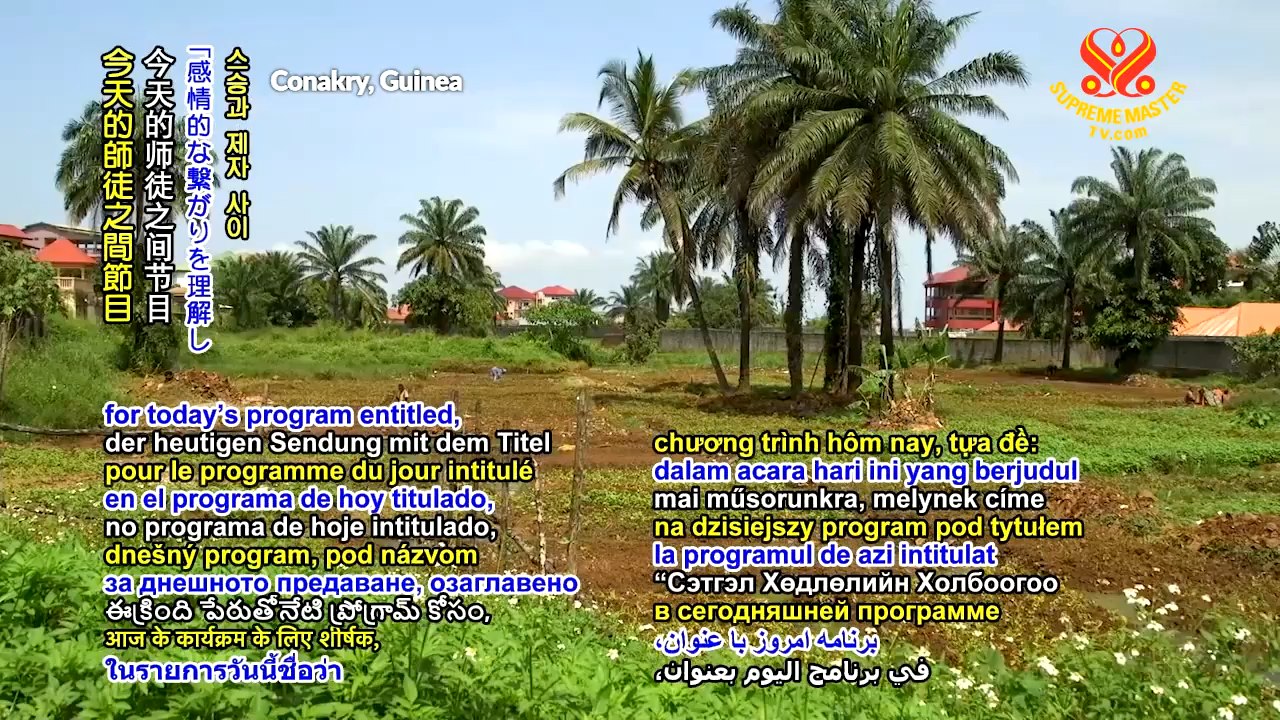 스승과 제자 사이
「感情的な繋がりを理解し
今天的师徒之间节目
今天的師徒之間節目
Conakry, Guinea
SUPREME MASTER
TV.com
for today’s program entitled,
der heutigen Sendung mit dem Titel
pour le programme du jour intitulé
en el programa de hoy titulado,
no programa de hoje intitulado,
dnešný program, pod názvom
за днешното предаване, озаглавено
ఈక్రింది పేరుతోనేటి ప్రోగ్రామ్ కోసం,
आज के कार्यक्रम के लिए शीर्षक,
ในรายการวันนี้ชื่อว่า
chương trình hôm nay, tựa đề:
dalam acara hari ini yang berjudul
mai műsorunkra, melynek címe
na dzisiejszy program pod tytułem
la programul de azi intitulat
“Сэтгэл Хөдлөлийн Холбоогоо
в сегодняшней программе
برنامه امروز با عنوان،
في برنامج اليوم بعنوان،